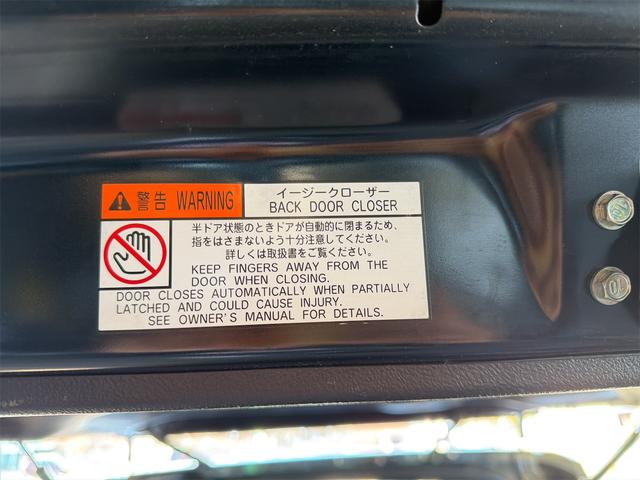 警告 WARNING
イージークローザー
BACK DOOR CLOSER
半ドア状態のときドアが自動的に閉まるため、
指をはさまないよう十分注意してください。
詳しくは取扱書をご覧ください。
KEEP FINGERS AWAY FROM THE
DOOR WHEN CLOSING.
DOOR CLOSES AUTOMATICALLY WHEN PARTIALLY
LATCHED AND COULD CAUSE INJURY.
SEE OWNER'S MANUAL FOR DETAILS.